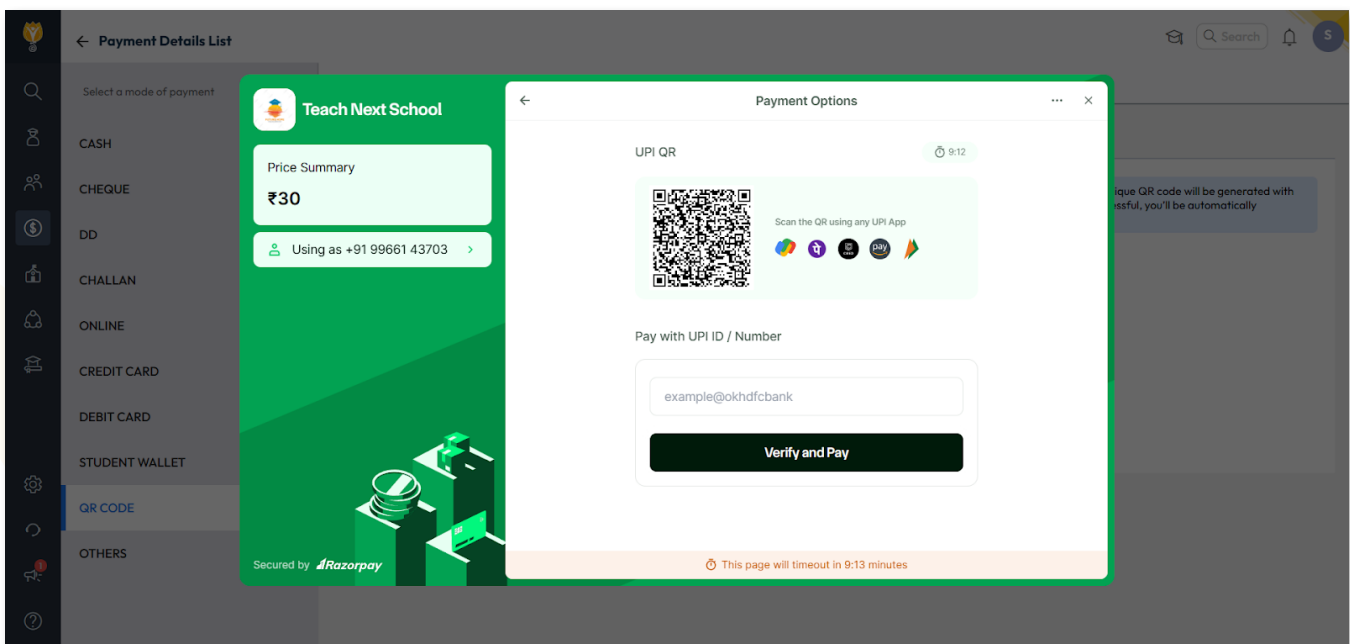 Payment Details List
Search
S
Select a mode of payment
CASH
CHEQUE
DD
CHALLAN
ONLINE
CREDIT CARD
DEBIT CARD
STUDENT WALLET
QR CODE
OTHERS
1
Teach Next School
Price Summary
₹30
Using as +91 99661 43703
Secured by Razorpay
Payment Options
UPI QR
9:12
Scan the QR using any UPI App
pay
Pay with UPI ID / Number
example@okhdfcbank
Verify and Pay
This page will timeout in 9:13 minutes
ique QR code will be generated with
essful, you'll be automatically